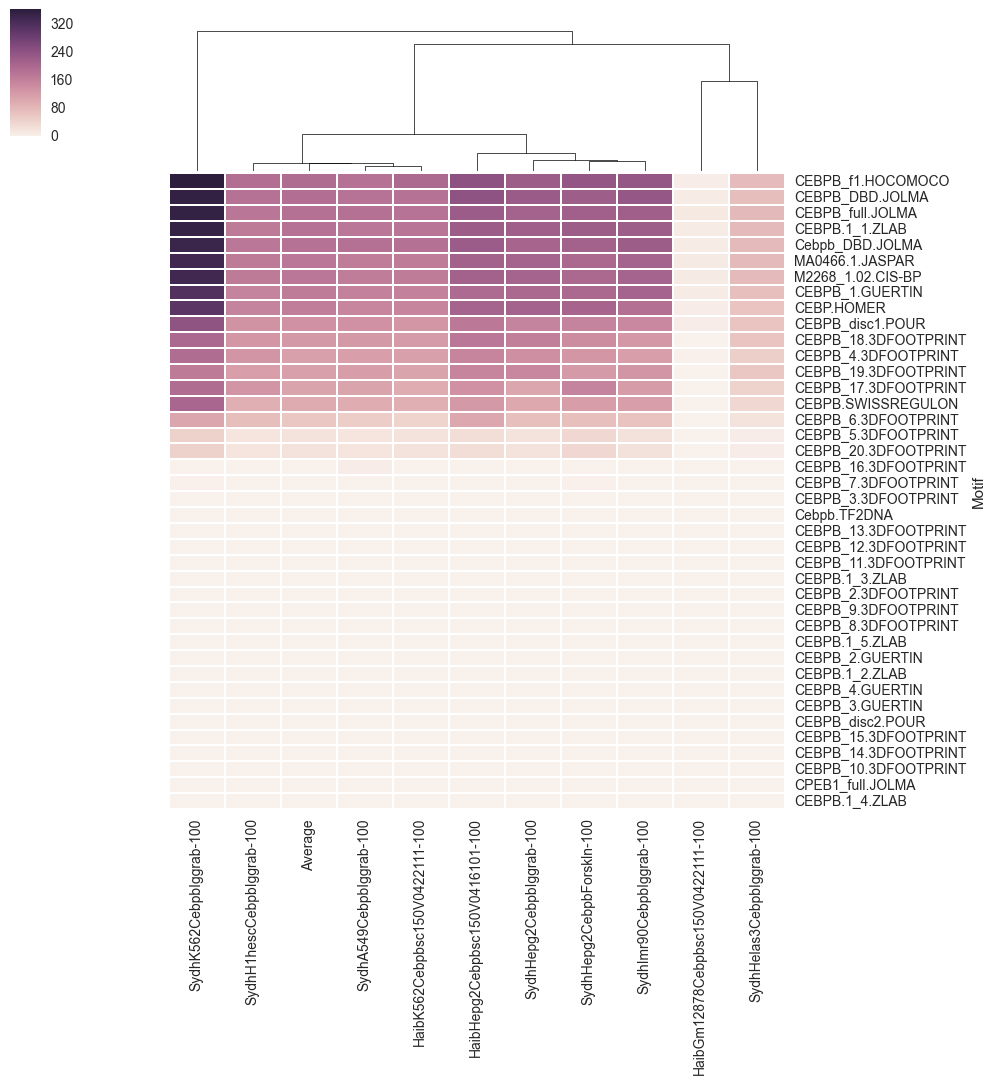 320
240
160
80
0
CEBPB_f1.HOCOMOCO
CEBPB_DBD.JOLMA
CEBPB_full.JOLMA
CEBPB.1_1.ZLAB
Cebpb_DBD.JOLMA
MA0466.1.JASPAR
M2268_1.02.CIS-BP
CEBPB_1.GUERTIN
CEBP.HOMER
CEBPB_disc1.POUR
CEBPB_18.3DFOOTPRINT
CEBPB_4.3DFOOTPRINT
CEBPB_19.3DFOOTPRINT
CEBPB_17.3DFOOTPRINT
CEBPB.SWISSREGULON
CEBPB_6.3DFOOTPRINT
CEBPB_5.3DFOOTPRINT
CEBPB_20.3DFOOTPRINT
CEBPB_16.3DFOOTPRINT
CEBPB_7.3DFOOTPRINT
CEBPB_3.3DFOOTPRINT
Cebpb.TF2DNA
CEBPB_13.3DFOOTPRINT
CEBPB_12.3DFOOTPRINT
CEBPB_11.3DFOOTPRINT
CEBPB.1_3.ZLAB
CEBPB_2.3DFOOTPRINT
CEBPB_9.3DFOOTPRINT
CEBPB_8.3DFOOTPRINT
CEBPB.1_5.ZLAB
CEBPB_2.GUERTIN
CEBPB.1_2.ZLAB
CEBPB_4.GUERTIN
CEBPB_3.GUERTIN
CEBPB_disc2.POUR
CEBPB_15.3DFOOTPRINT
CEBPB_14.3DFOOTPRINT
CEBPB_10.3DFOOTPRINT
CPEB1_full.JOLMA
CEBPB.1_4.ZLAB
Motif
SydhK562CebpbIggrab-100
SydhH1hescCebpbIggrab-100
Average
SydhA549CebpbIggrab-100
HaibK562Cebpbsc150V0422111-100
HaibHepg2Cebpbsc150V0416101-100
SydhHepg2CebpbIggrab-100
SydhHepg2CebpbForskln-100
SydhImr90CebpbIggrab-100
HaibGm12878Cebpbsc150V0422111-100
SydhHelas3CebpbIggrab-100